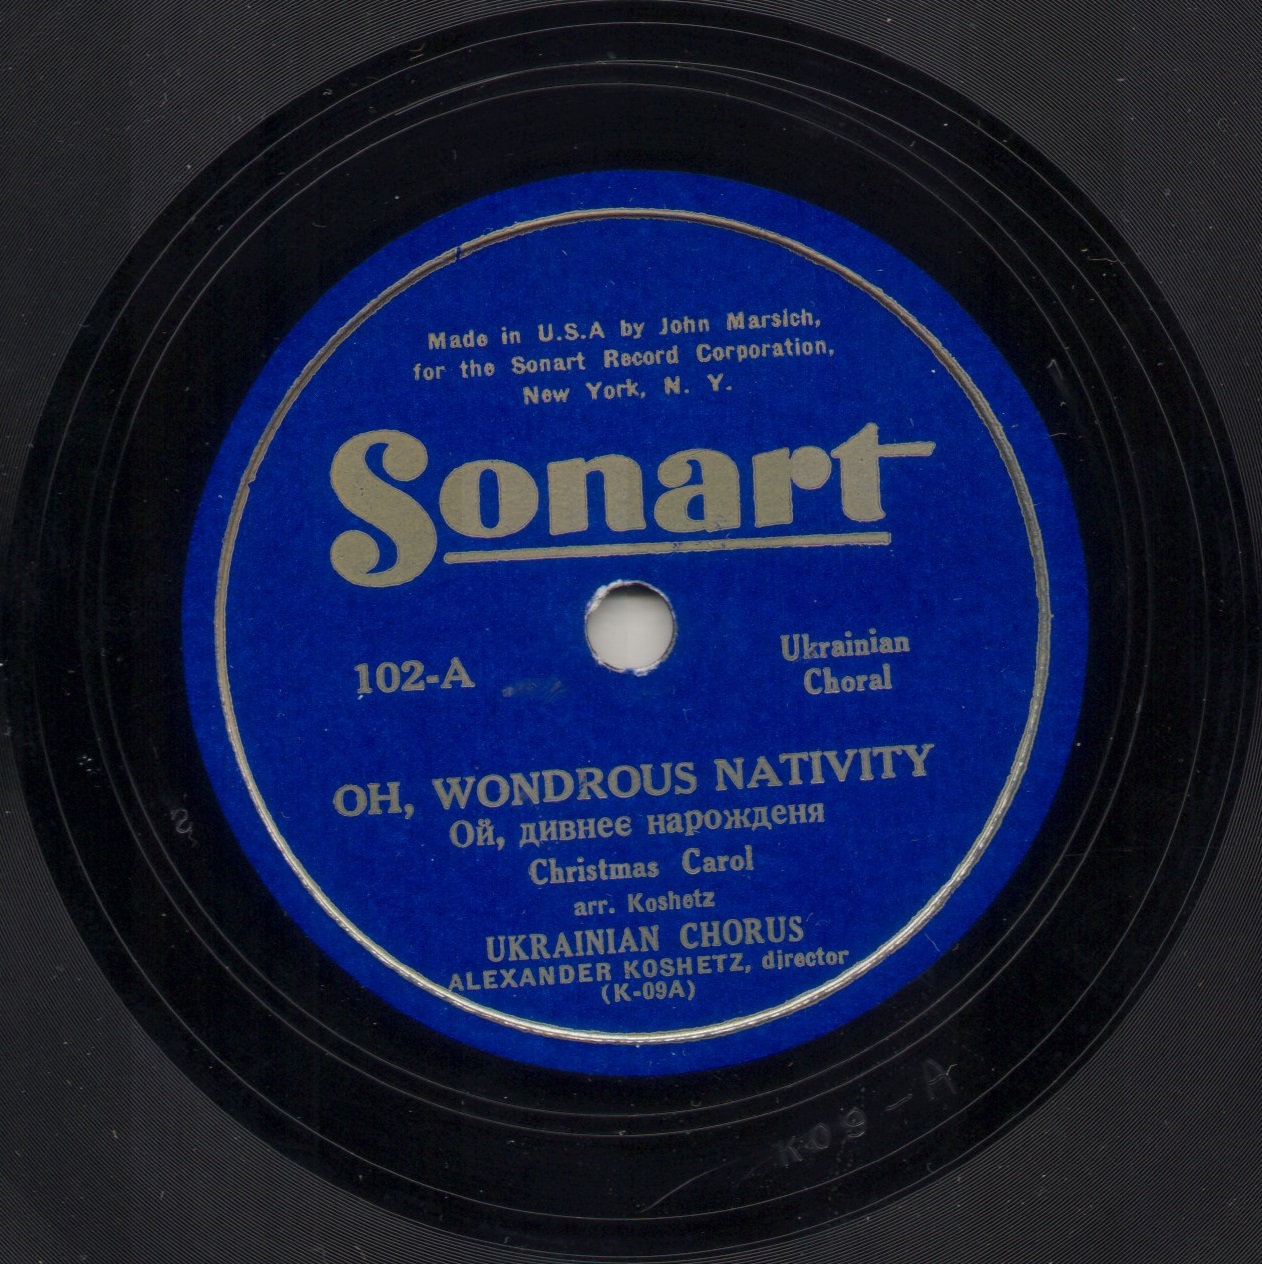 Made in U.S.A by John Marsich,
for the Sonart Record Corporation,
New York, N. Y.
Sonart
102-A
Ukrainian
Choral
OH, WONDROUS NATIVITY
Ой, дивнеє нарожденя
Christmas Carol
arr. Koshetz
UKRAINIAN CHORUS
ALEXANDER KOSHETZ, director
(K-09A)
K09-A